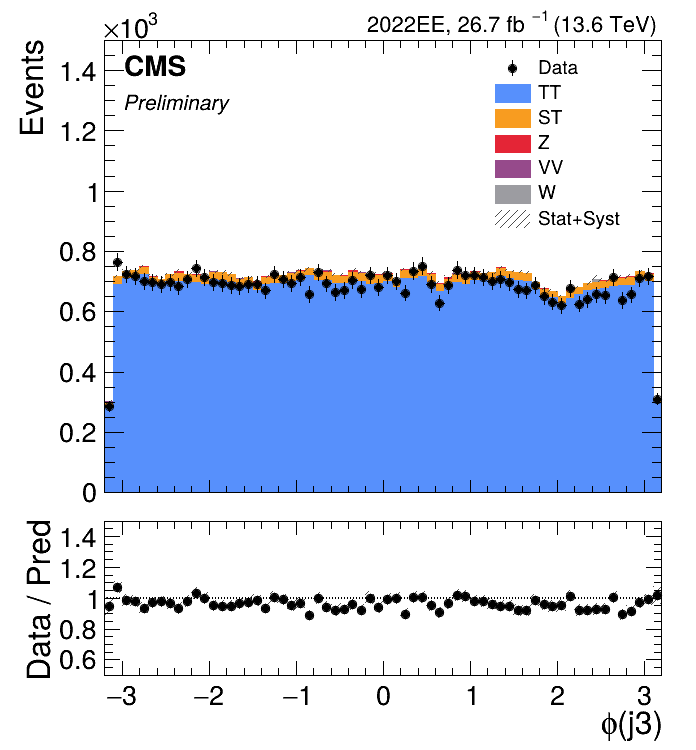 ×10³
2022EE, 26.7 fb ⁻¹ (13.6 TeV)
Events
CMS
Preliminary
Data
TT
ST
Z
VV
W
Stat+Syst
1.4
1.2
1
0.8
0.6
0.4
0.2
0
Data / Pred
1.4
1.2
1
0.8
0.6
−3
−2
−1
0
1
2
3
ϕ(j3)